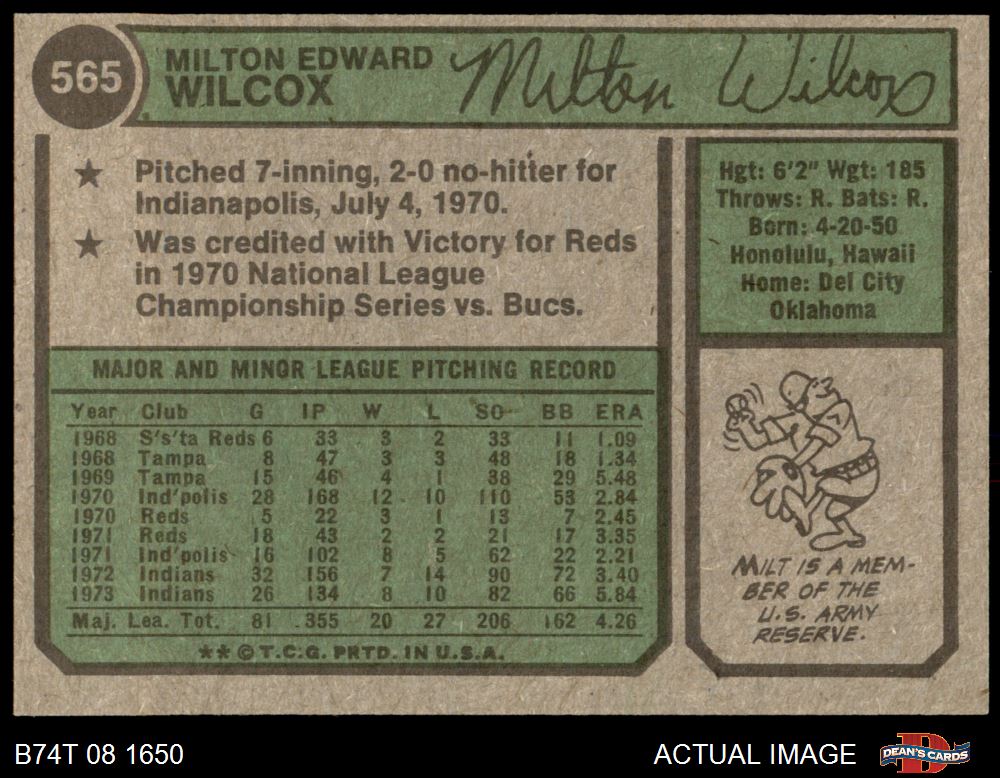 565
MILTON EDWARD
WILCOX
Milton Wilcox
★ Pitched 7-inning, 2-0 no-hitter for
Indianapolis, July 4, 1970.
★ Was credited with Victory for Reds
in 1970 National League
Championship Series vs. Bucs.
Hgt: 6'2" Wgt: 185
Throws: R. Bats: R.
Born: 4-20-50
Honolulu, Hawaii
Home: Del City
Oklahoma
MAJOR AND MINOR LEAGUE PITCHING RECORD
Year Club G IP W L SO BB ERA
1968 S's'ta Reds 6 33 3 2 33 11 1.09
1968 Tampa 8 47 3 3 48 18 1.34
1969 Tampa 15 46 4 1 38 29 5.48
1970 Ind'polis 28 168 12 10 110 53 2.84
1970 Reds 5 22 3 1 13 7 2.45
1971 Reds 18 43 2 2 21 17 3.35
1971 Ind'polis 16 102 8 5 62 22 2.21
1972 Indians 32 156 7 14 90 72 3.40
1973 Indians 26 134 8 10 82 66 5.84
Maj. Lea. Tot. 81 355 20 27 206 162 4.26
★★ © T.C.G. PRTD. IN U.S.A.
MILT IS A MEM-
BER OF THE
U.S. ARMY
RESERVE.
B74T 08 1650
ACTUAL IMAGE
D
DEAN'S CARDS